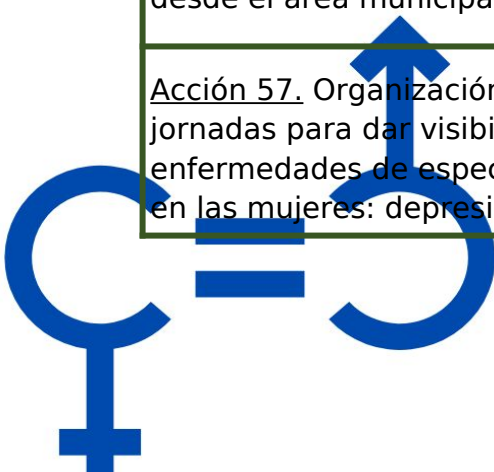 desde el área municipa
Acción 57. Organización
jornadas para dar visibi
enfermedades de espec
en las mujeres: depresi